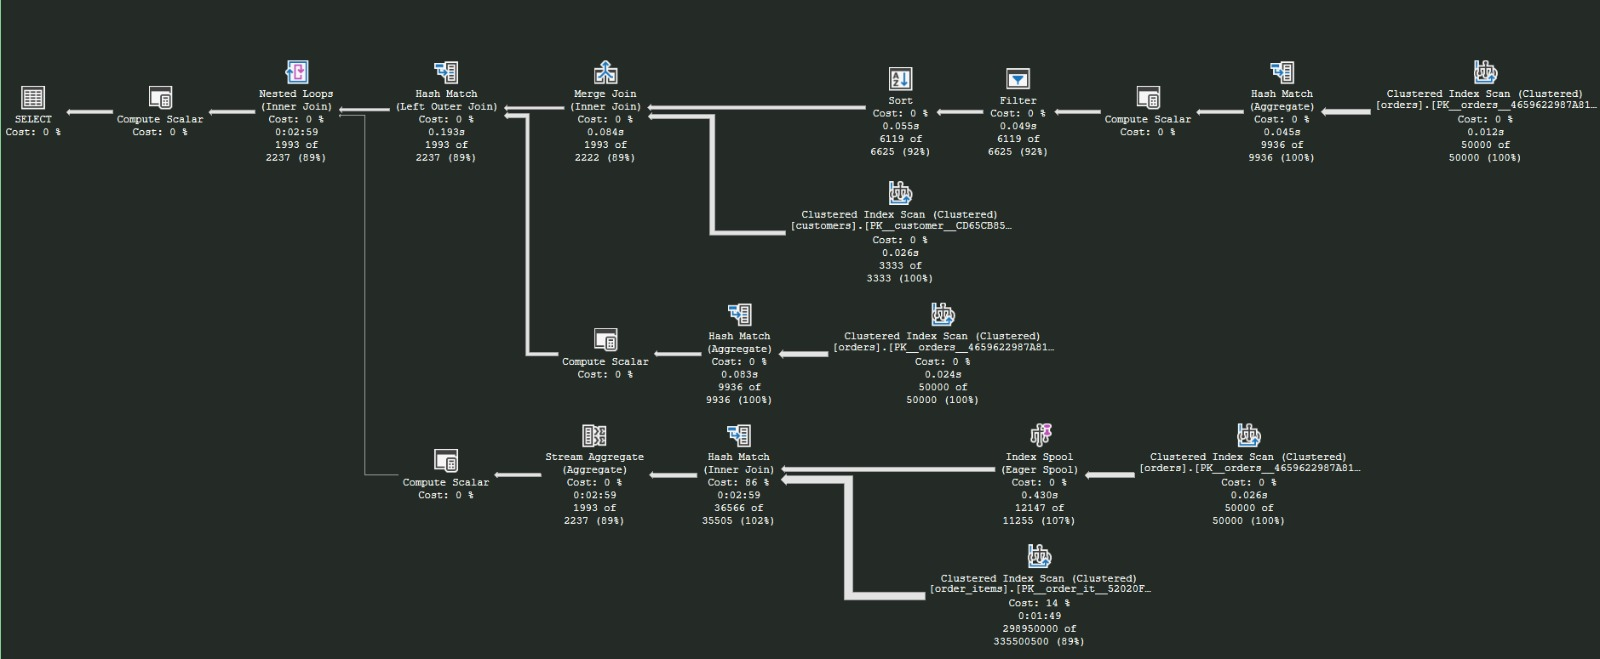 SELECT
Cost: 0 %
Compute Scalar
Cost: 0 %
Nested Loops
(Inner Join)
Cost: 0 %
0:02:59
1993 of
2237 (89%)
Hash Match
(Left Outer Join)
Cost: 0 %
0.193s
1993 of
2237 (89%)
Merge Join
(Inner Join)
Cost: 0 %
0.084s
1993 of
2222 (89%)
Sort
Cost: 0 %
0.055s
6119 of
6625 (92%)
Filter
Cost: 0 %
0.049s
6119 of
6625 (92%)
Compute Scalar
Cost: 0 %
Hash Match
(Aggregate)
Cost: 0 %
0.045s
9936 of
9936 (100%)
Clustered Index Scan (Clustered)
[orders].[PK__orders__4659622987A81…
Cost: 0 %
0.012s
50000 of
50000 (100%)
Clustered Index Scan (Clustered)
[customers].[PK__customer__CD65CB85…
Cost: 0 %
0.026s
3333 of
3333 (100%)
Compute Scalar
Cost: 0 %
Hash Match
(Aggregate)
Cost: 0 %
0.083s
9936 of
9936 (100%)
Clustered Index Scan (Clustered)
[orders].[PK__orders__4659622987A81…
Cost: 0 %
0.024s
50000 of
50000 (100%)
Compute Scalar
Cost: 0 %
Stream Aggregate
(Aggregate)
Cost: 0 %
0:02:59
1993 of
2237 (89%)
Hash Match
(Inner Join)
Cost: 86 %
0:02:59
36566 of
35505 (102%)
Index Spool
(Eager Spool)
Cost: 0 %
0.430s
12147 of
11255 (107%)
Clustered Index Scan (Clustered)
[orders].[PK__orders__4659622987A81…
Cost: 0 %
0.026s
50000 of
50000 (100%)
Clustered Index Scan (Clustered)
[order_items].[PK__order_it__52020F…
Cost: 14 %
0:01:49
298950000 of
335500500 (89%)